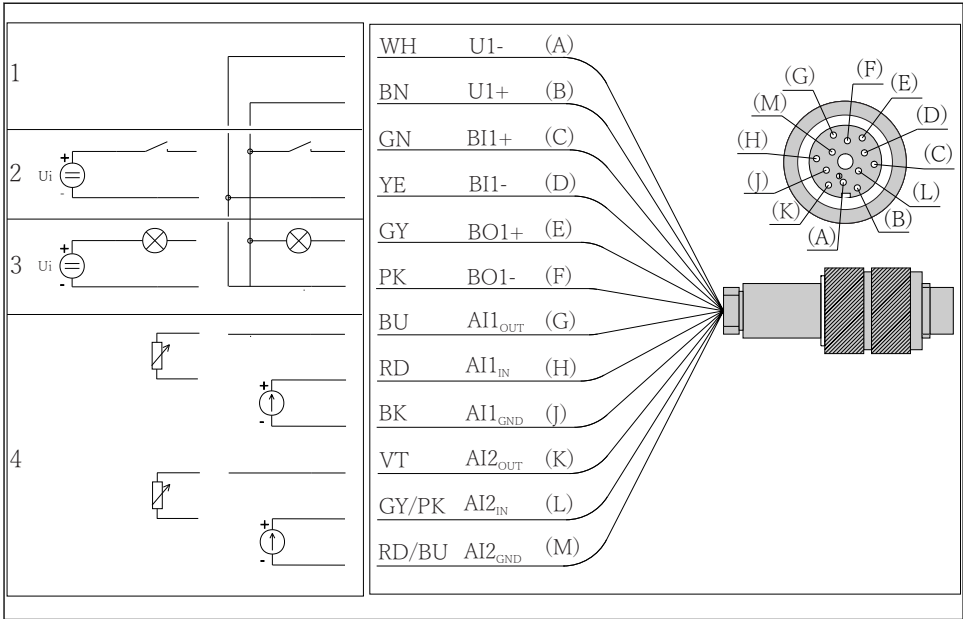 1
2
Ui
+
-
3
Ui
+
-
4
+
-
+
-
WH U1- (A)
BN U1+ (B)
GN BI1+ (C)
YE BI1- (D)
GY BO1+ (E)
PK BO1- (F)
BU AI1OUT (G)
RD AI1IN (H)
BK AI1GND (J)
VT AI2OUT (K)
GY/PK AI2IN (L)
RD/BU AI2GND (M)
(F)
(G)
(E)
(M)
(D)
(H)
(C)
(J)
(L)
(K)
(B)
(A)